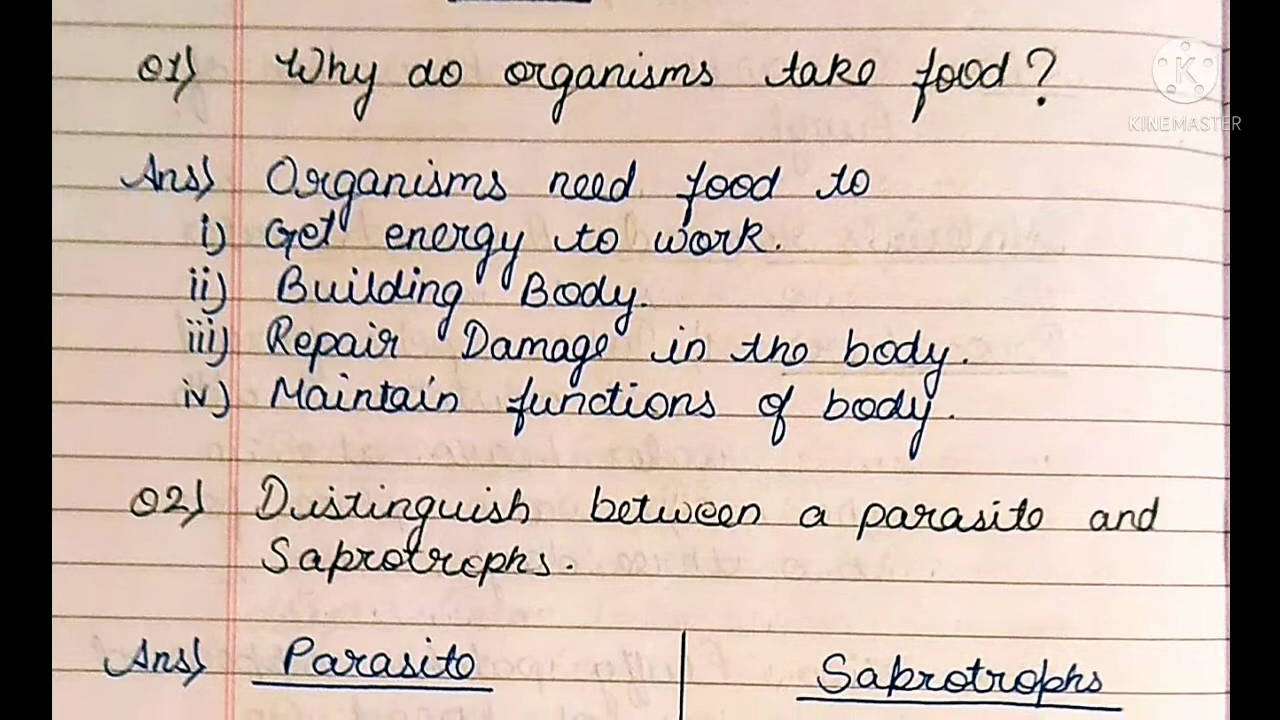 Q1) Why do organisms take food?
KINEMASTER
Ans) Organisms need food to
i) Get energy to work.
ii) Building Body.
iii) Repair Damage in the body.
iv) Maintain functions of body.
Q2) Distinguish between a parasite and
Saprotrophs.
Ans) Parasite Saprotrophs